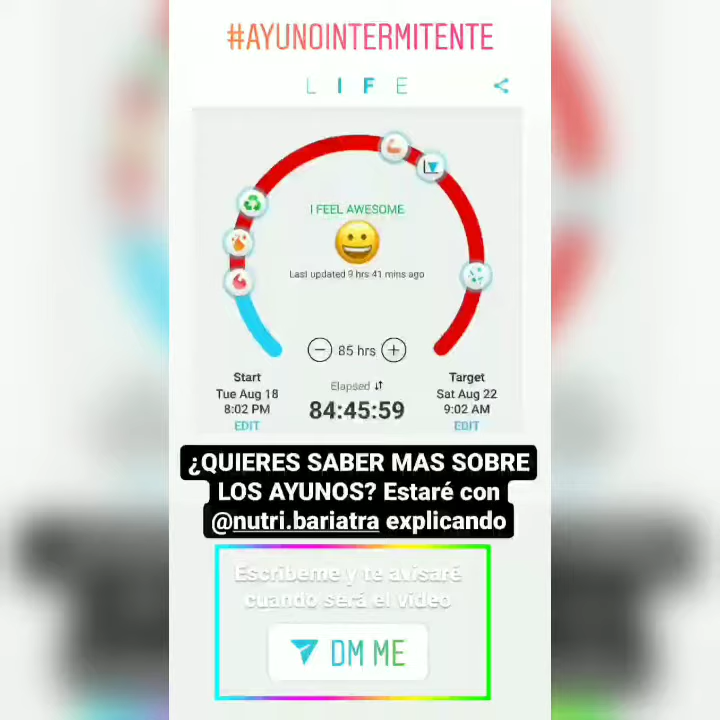 #AYUNOINTERMITENTE
LIFE
I FEEL AWESOME
Last updated 9 hrs 41 mins ago
85 hrs
Start
Tue Aug 18
8:02 PM
EDIT
Elapsed
84:45:59
Target
Sat Aug 22
9:02 AM
EDIT
¿QUIERES SABER MAS SOBRE
LOS AYUNOS? Estaré con
@nutri.bariatra explicando
Escribeme y te avisaré
cuando será el video
DM ME